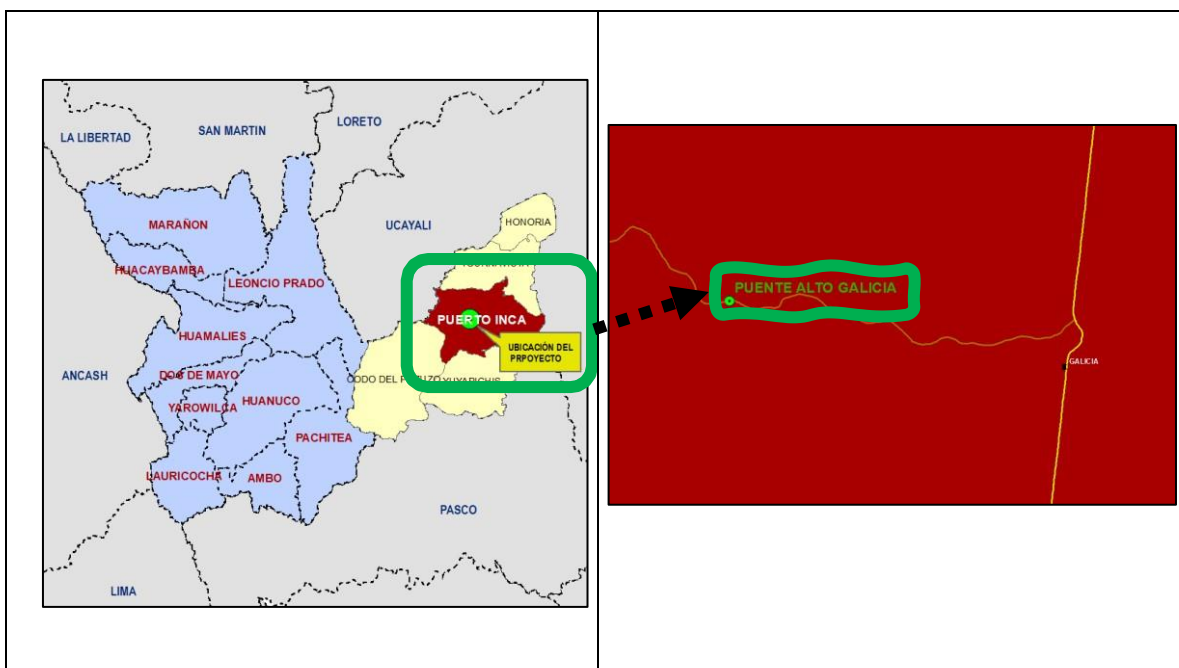 LORETO
SAN MARTIN
LA LIBERTAD
UCAYALI
HONORIA
MARAÑON
HUACAYBAMBA
LEONCIO PRADO
PUERTO INCA
HUAMALIES
UBICACIÓN DEL
PRPOYECTO
ANCASH
DOS DE MAYO
YAROWILCA
HUANUCO
PACHITEA
LAURICOCHA
AMBO
PASCO
LIMA
PUENTE ALTO GALICIA
GALICIA